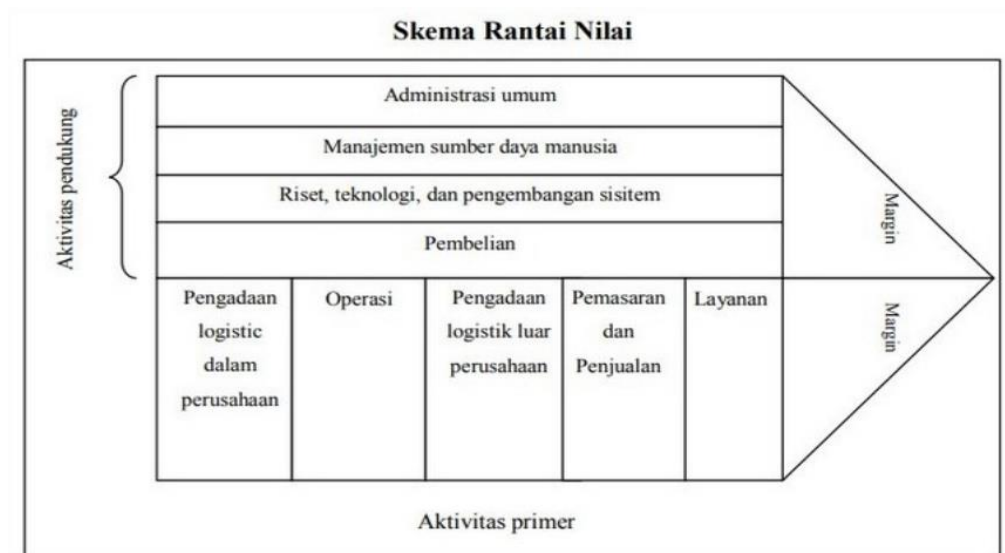 Skema Rantai Nilai
Aktivitas pendukung
Administrasi umum
Manajemen sumber daya manusia
Riset, teknologi, dan pengembangan sisitem
Pembelian
Margin
Pengadaan
logistic
dalam
perusahaan
Operasi
Pengadaan
logistik luar
perusahaan
Pemasaran
dan
Penjualan
Layanan
Margin
Aktivitas primer